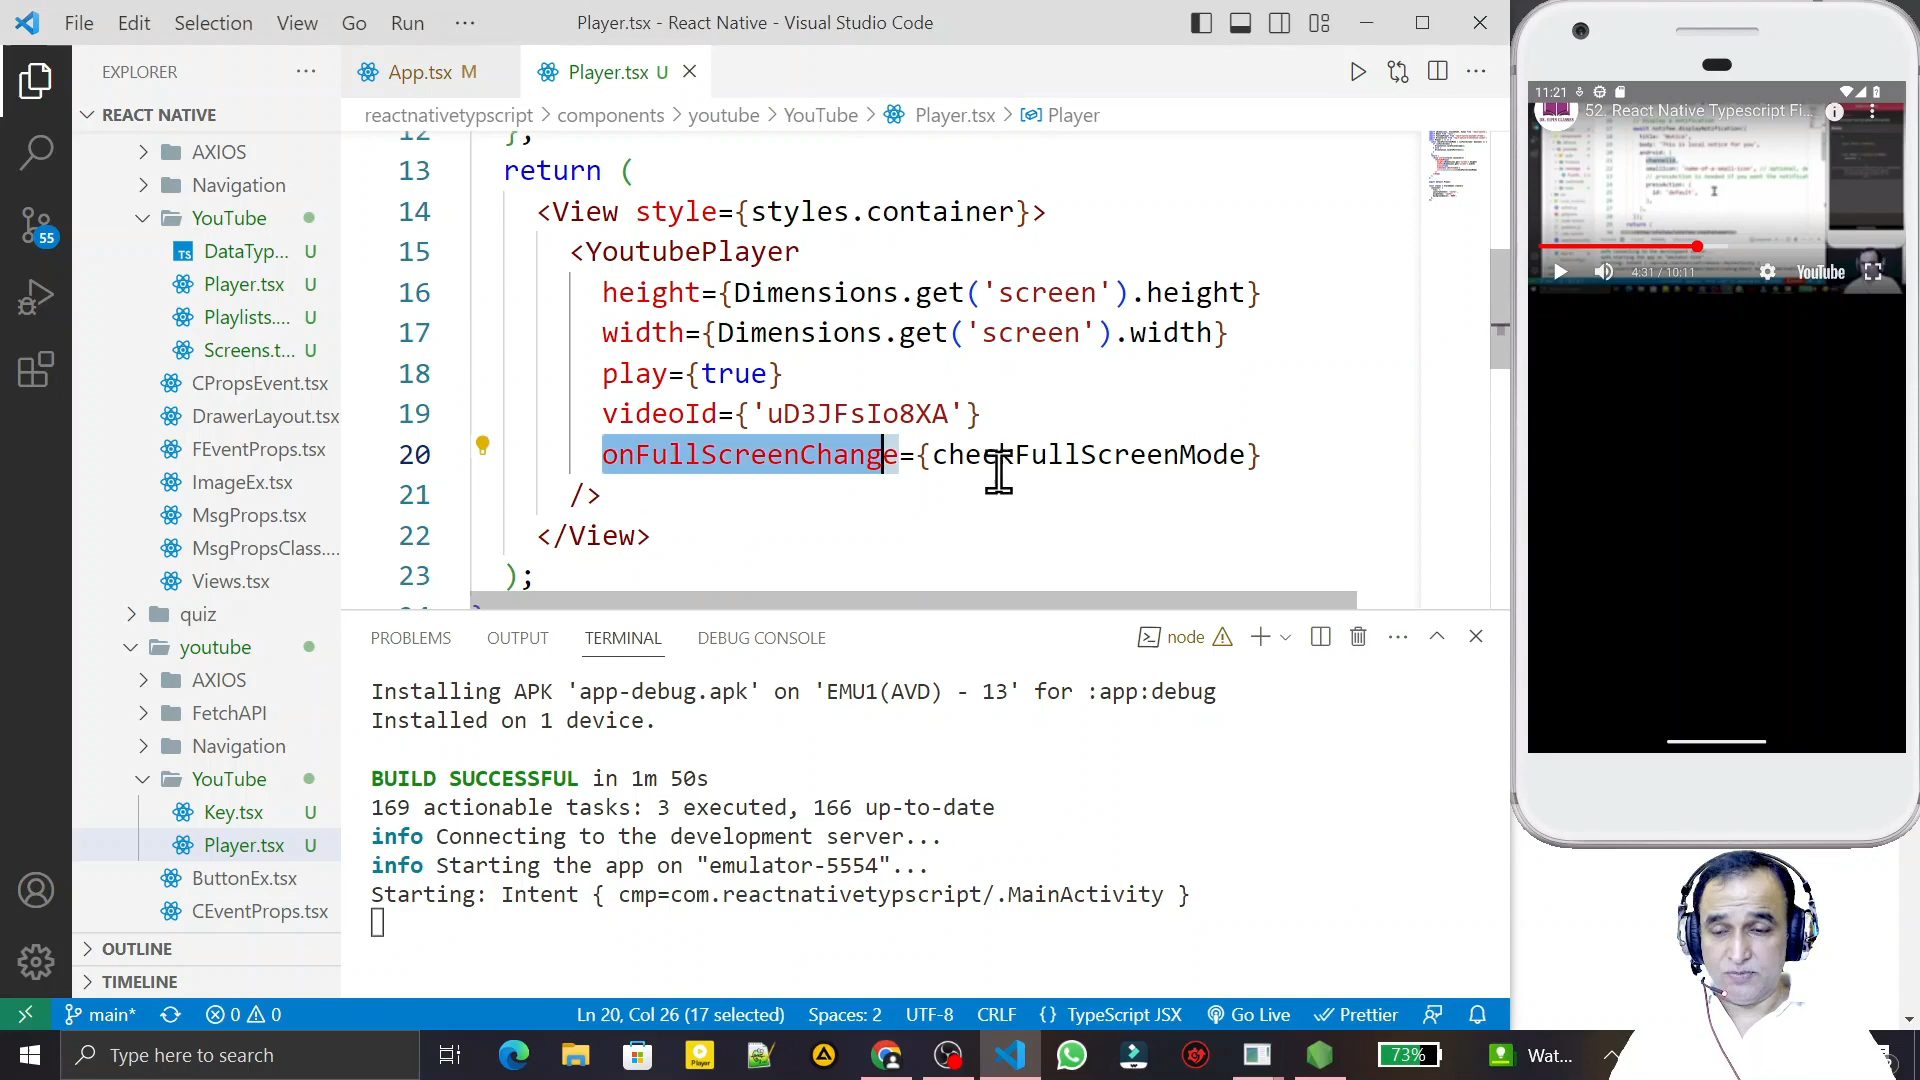 File Edit Selection View Go Run ···
Player.tsx - React Native - Visual Studio Code
EXPLORER
REACT NATIVE
AXIOS
Navigation
YouTube
DataTyp... U
Player.tsx U
Playlists.... U
Screens.t... U
CPropsEvent.tsx
DrawerLayout.tsx
FEventProps.tsx
ImageEx.tsx
MsgProps.tsx
MsgPropsClass....
Views.tsx
quiz
youtube
AXIOS
FetchAPI
Navigation
YouTube
Key.tsx U
Player.tsx U
ButtonEx.tsx
CEventProps.tsx
OUTLINE
TIMELINE
55
App.tsx M
Player.tsx U
reactnativetypscript > components > youtube > YouTube > Player.tsx > Player
12 };
13 return (
14 <View style={styles.container}>
15 <YoutubePlayer
16 height={Dimensions.get('screen').height}
17 width={Dimensions.get('screen').width}
18 play={true}
19 videoId={'uD3JFsIo8XA'}
20 onFullScreenChange={checkFullScreenMode}
21 />
22 </View>
23 );
PROBLEMS OUTPUT TERMINAL DEBUG CONSOLE
node
Installing APK 'app-debug.apk' on 'EMU1(AVD) - 13' for :app:debug
Installed on 1 device.
BUILD SUCCESSFUL in 1m 50s
169 actionable tasks: 3 executed, 166 up-to-date
info Connecting to the development server...
info Starting the app on "emulator-5554"...
Starting: Intent { cmp=com.reactnativetypscript/.MainActivity }
main* 0 0
Ln 20, Col 26 (17 selected) Spaces: 2 UTF-8 CRLF {} TypeScript JSX Go Live Prettier
Type here to search
73%
Wat...
11:21
52. React Native Typescript Fi...
4:31 / 10:11
YouTube